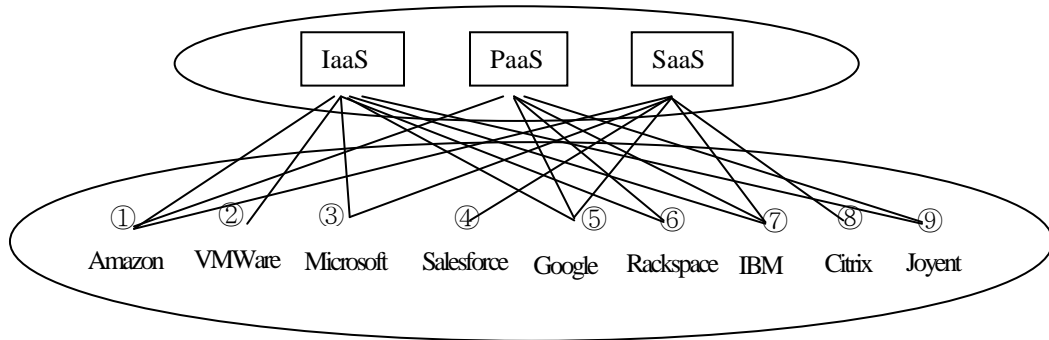 IaaS PaaS SaaS
① ② ③ ④ ⑤ ⑥ ⑦ ⑧ ⑨
Amazon VMWare Microsoft Salesforce Google Rackspace IBM Citrix Joyent